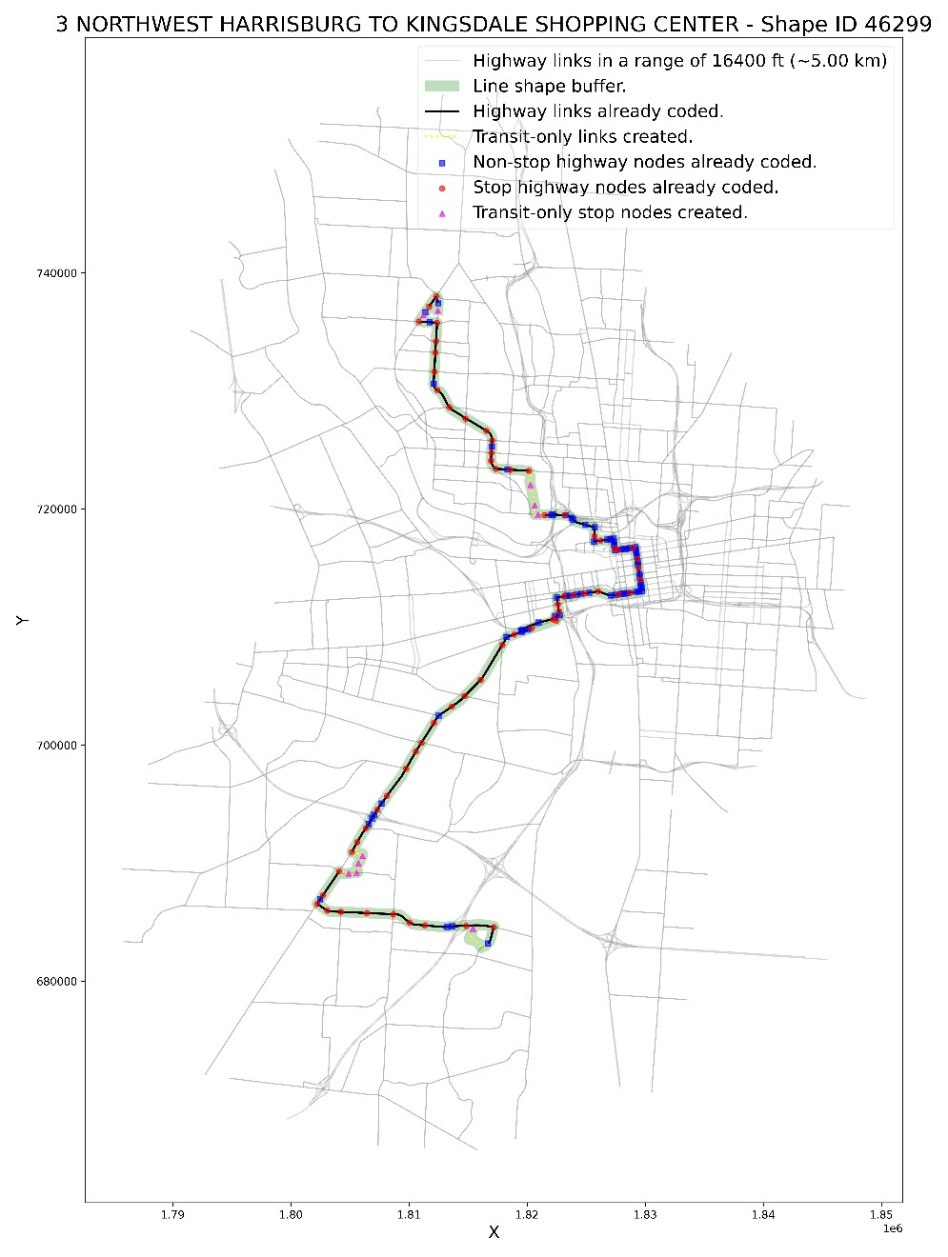 3 NORTHWEST HARRISBURG TO KINGSDALE SHOPPING CENTER - Shape ID 46299
Highway links in a range of 16400 ft (~5.00 km)
Line shape buffer.
Highway links already coded.
Transit-only links created.
Non-stop highway nodes already coded.
Stop highway nodes already coded.
Transit-only stop nodes created.
740000
720000
Y
700000
680000
1.79
1.80
1.81
1.82
1.83
1.84
1.85
1e6
X